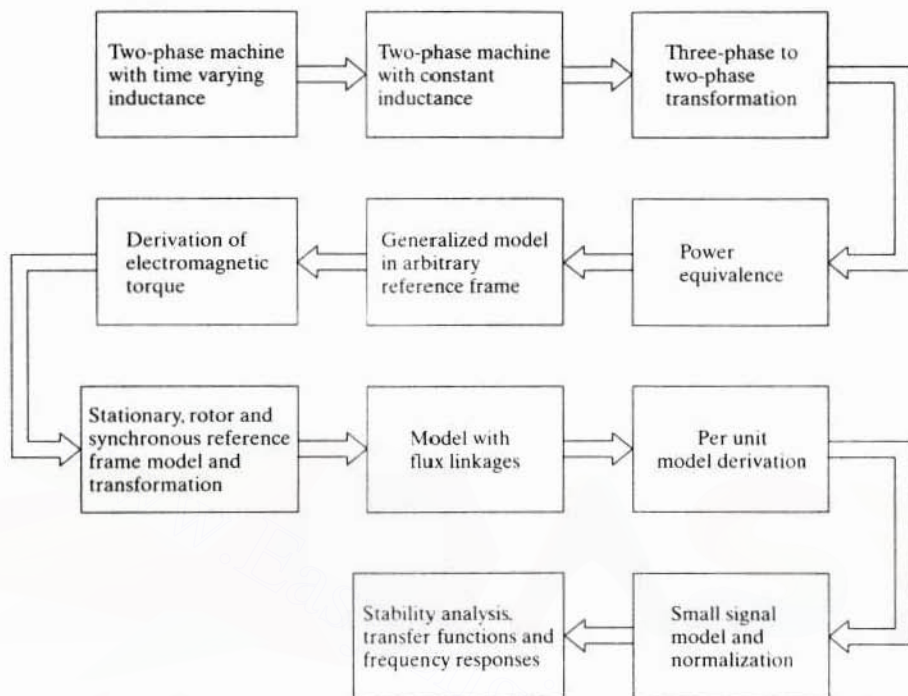 Two-phase machine
with time varying
inductance
Two-phase machine
with constant
inductance
Three-phase to
two-phase
transformation
Derivation of
electromagnetic
torque
Generalized model
in arbitrary
reference frame
Power
equivalence
Stationary, rotor and
synchronous reference
frame model and
transformation
Model with
flux linkages
Per unit
model derivation
Stability analysis,
transfer functions and
frequency responses
Small signal
model and
normalization